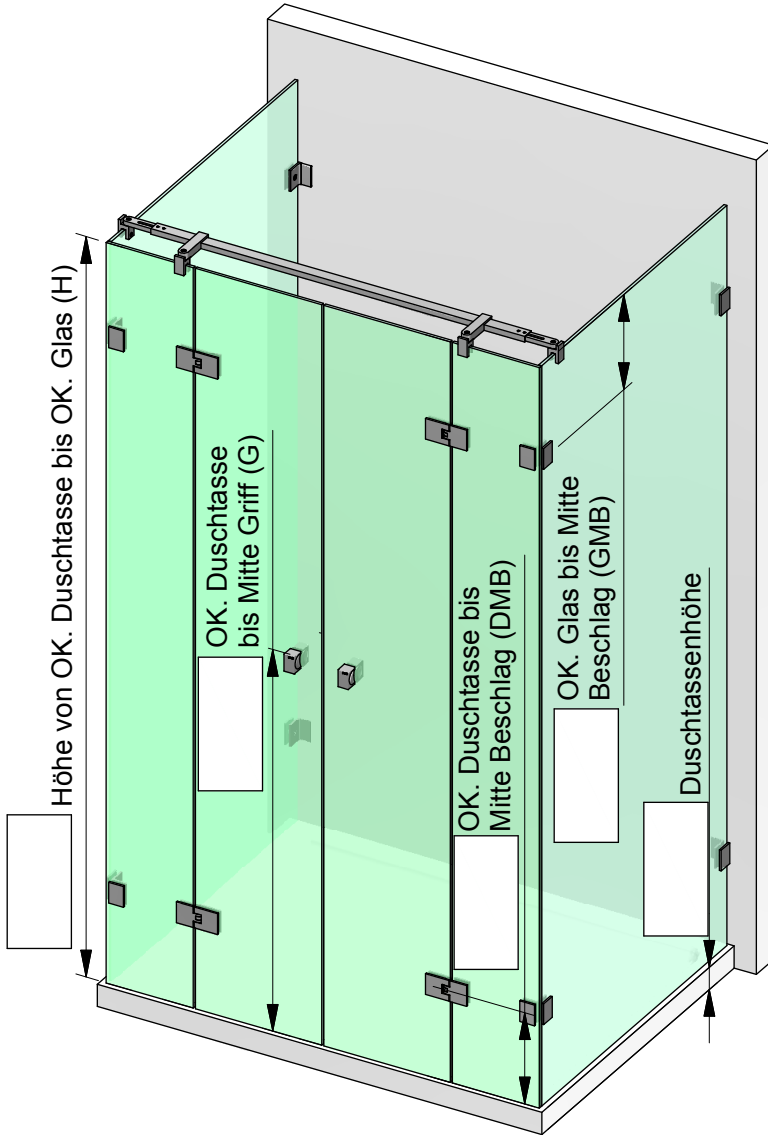 Höhe von OK. Duschtasse bis OK. Glas (H)
OK. Duschtasse
bis Mitte Griff (G)
OK. Duschtasse bis
Mitte Beschlag (DMB)
OK. Glas bis Mitte
Beschlag (GMB)
Duschtassenhöhe